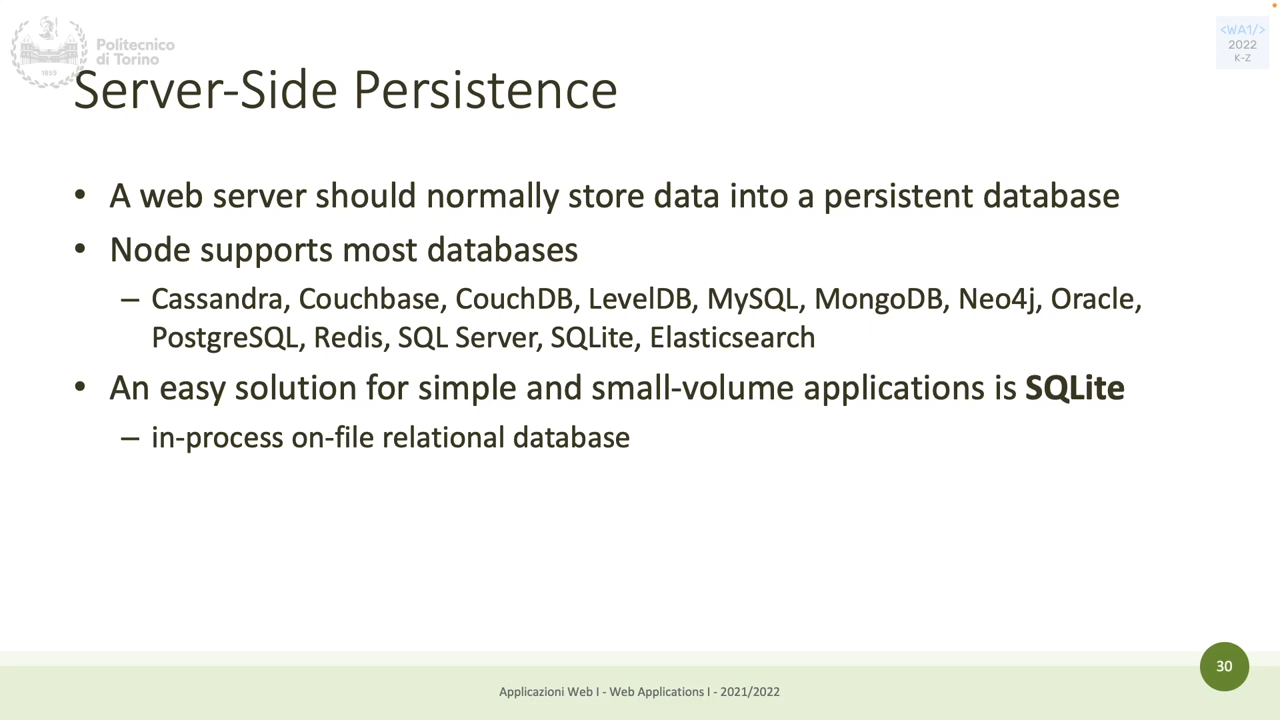 Politecnico
di Torino
1859
<WA1/>
2022
K-Z
Server-Side Persistence
• A web server should normally store data into a persistent database
• Node supports most databases
– Cassandra, Couchbase, CouchDB, LevelDB, MySQL, MongoDB, Neo4j, Oracle,
PostgreSQL, Redis, SQL Server, SQLite, Elasticsearch
• An easy solution for simple and small-volume applications is SQLite
– in-process on-file relational database
30
Applicazioni Web I - Web Applications I - 2021/2022